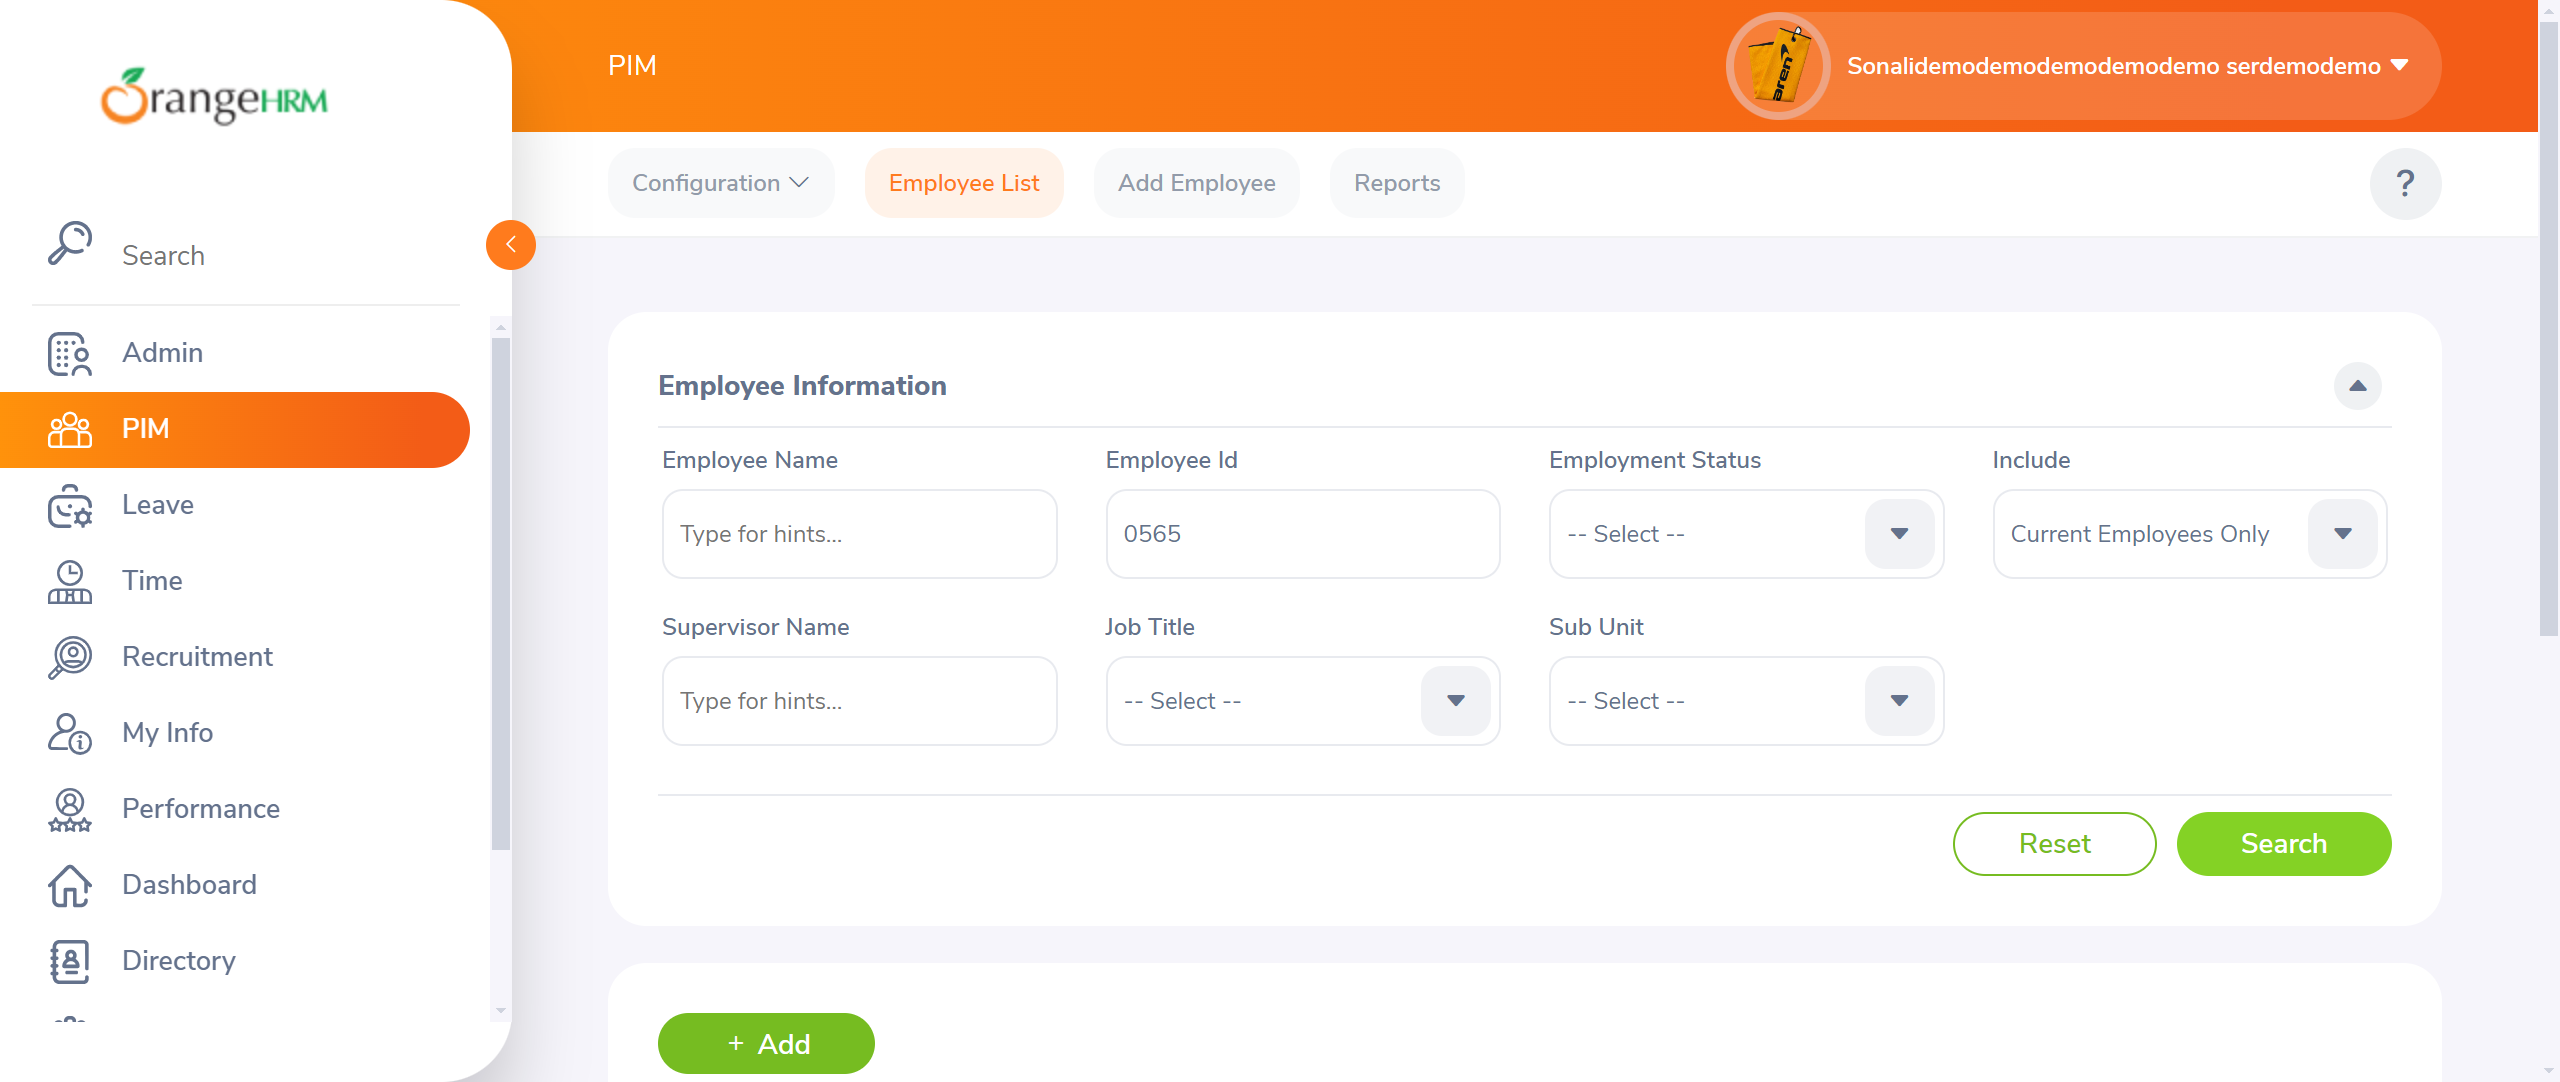 OrangeHRM
Search
Admin
PIM
Leave
Time
Recruitment
My Info
Performance
Dashboard
Directory
PIM
aren
Sonalidemodemodemodemodemo serdemodemo
Configuration
Employee List
Add Employee
Reports
?
Employee Information
Employee Name
Employee Id
Employment Status
Include
Type for hints...
0565
-- Select --
Current Employees Only
Supervisor Name
Job Title
Sub Unit
Type for hints...
-- Select --
-- Select --
Reset
Search
+ Add